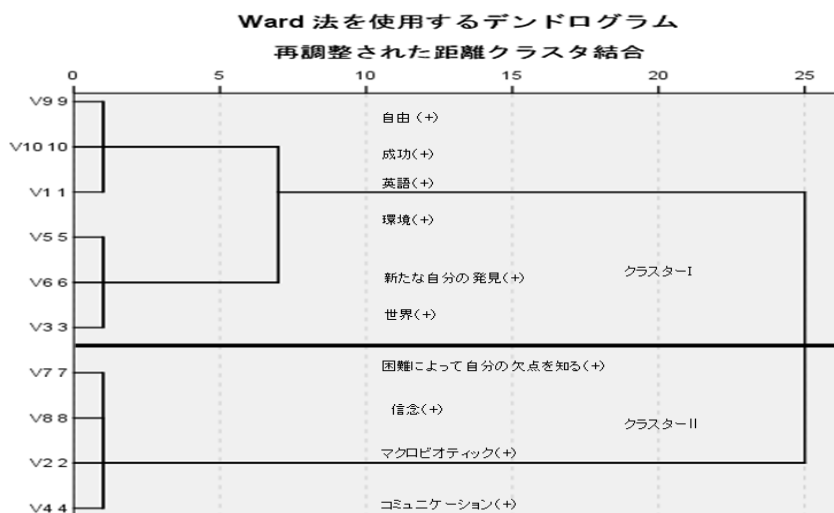 Ward 法を使用するデンドログラム
再調整された距離クラスタ結合
0 5 10 15 20 25
V9 9
自由 (+)
V10 10
成功(+)
英語(+)
V1 1
環境(+)
V5 5
クラスターI
新たな自分の発見(+)
V6 6
世界(+)
V3 3
困難によって自分の欠点を知る(+)
V7 7
信念(+)
V8 8
クラスターII
マクロビオティック(+)
V2 2
コミュニケーション(+)
V4 4